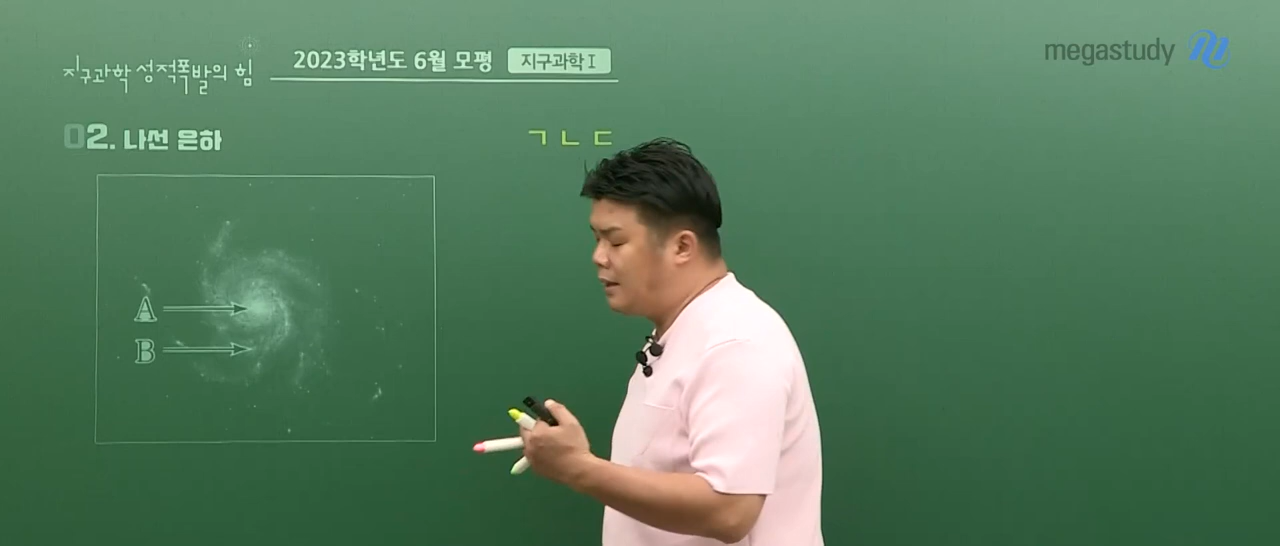 지구과학 성적폭발의 힘
2023학년도 6월 모평 지구과학 I
megastudy
02. 나선 은하
ㄱ ㄴ ㄷ
A
B